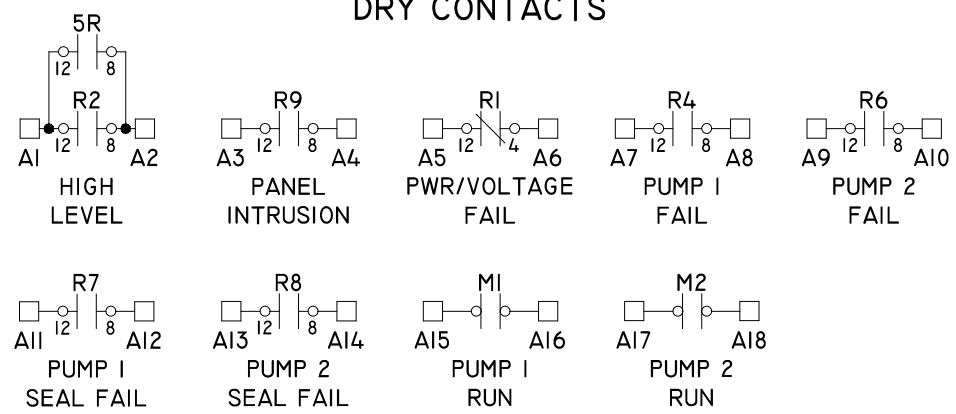 DRY CONTACTS
5R
12 8
R2 R9 R1 R4 R6
12 8 12 8 12 4 12 8 12 8
A1 A2 A3 A4 A5 A6 A7 A8 A9 A10
HIGH PANEL PWR/VOLTAGE PUMP 1 PUMP 2
LEVEL INTRUSION FAIL FAIL FAIL
R7 R8 M1 M2
12 8 12 8
A11 A12 A13 A14 A15 A16 A17 A18
PUMP 1 PUMP 2 PUMP 1 PUMP 2
SEAL FAIL SEAL FAIL RUN RUN